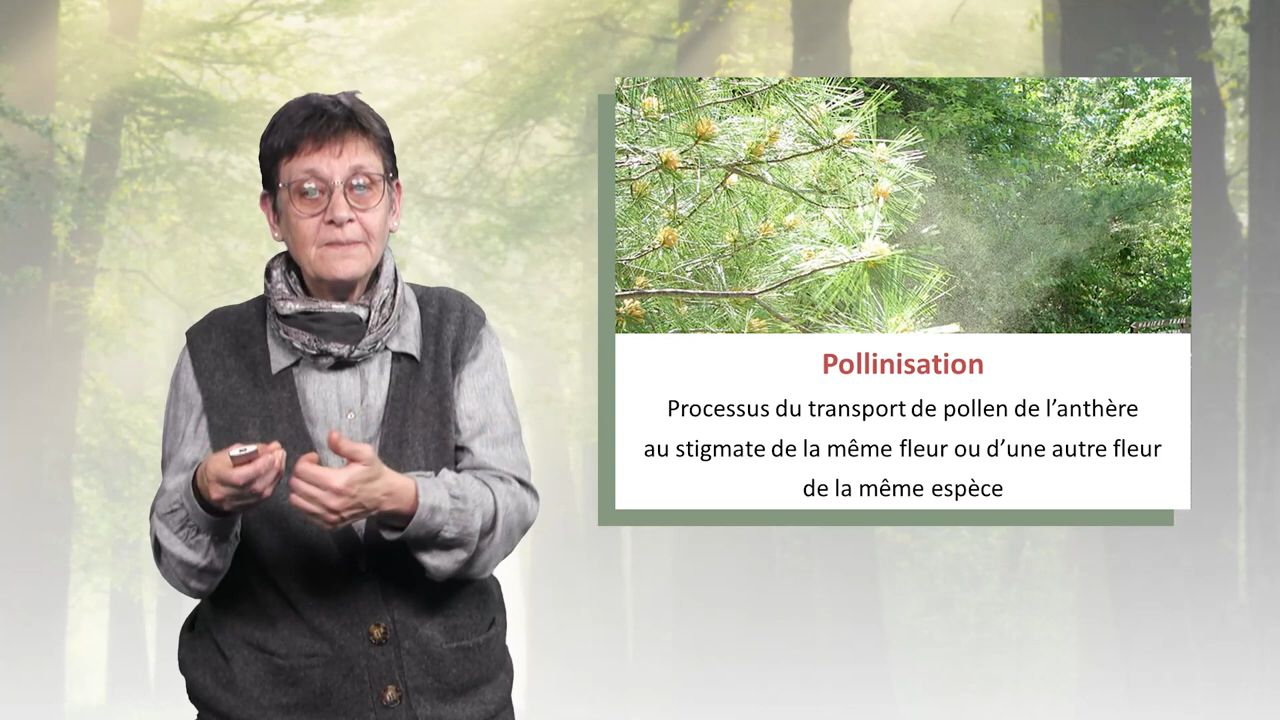 Pollinisation
Processus du transport de pollen de l’anthère
au stigmate de la même fleur ou d’une autre fleur
de la même espèce